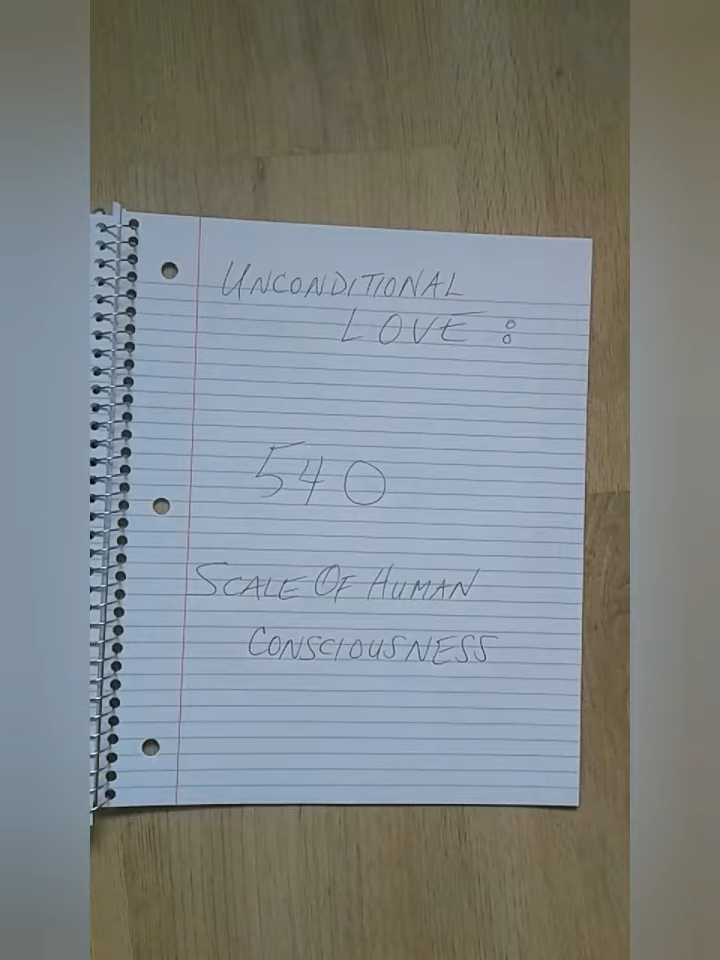 UNCONDITIONAL
LOVE:
540
SCALE OF HUMAN
CONSCIOUSNESS